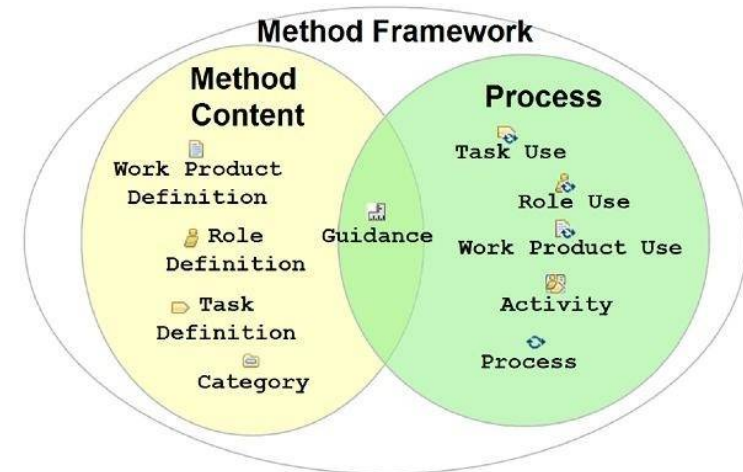 Method Framework
Method
Content
Work Product
Definition
Role
Definition
Task
Definition
Category
Guidance
Process
Task Use
Role Use
Work Product Use
Activity
Process